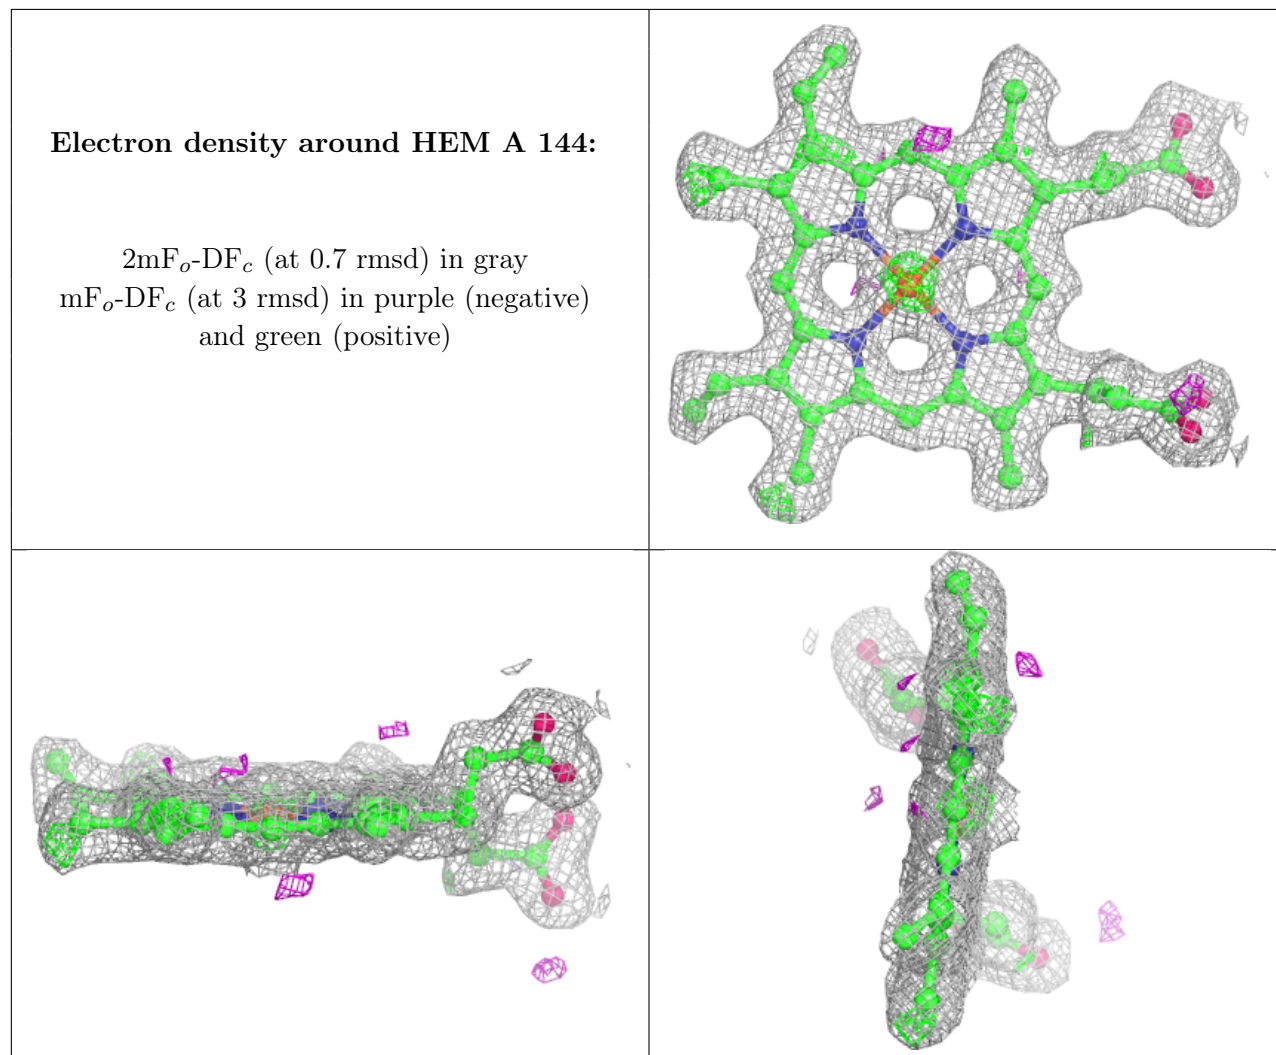 Electron density around HEM A 144:
2mFo-DFc (at 0.7 rmsd) in gray
mFo-DFc (at 3 rmsd) in purple (negative)
and green (positive)